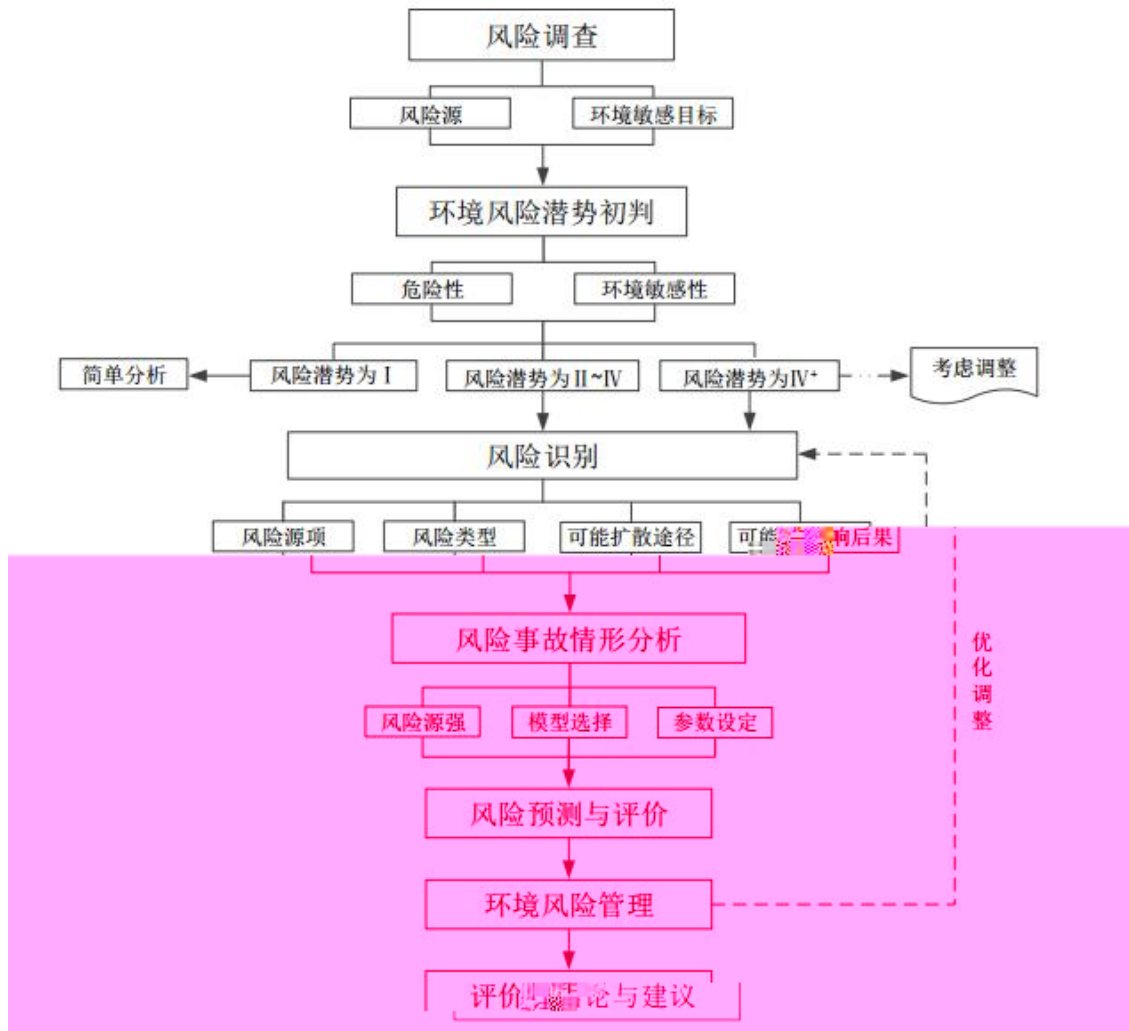 风险调查
风险源
环境敏感目标
环境风险潜势初判
危险性
环境敏感性
简单分析
风险潜势为Ⅰ
风险潜势为Ⅱ~Ⅳ
风险潜势为Ⅳ⁺
考虑调整
风险识别
风险源项
风险类型
可能扩散途径
可能 响后果
风险事故情形分析
优化调整
风险源强
模型选择
参数设定
风险预测与评价
环境风险管理
评价 论与建议